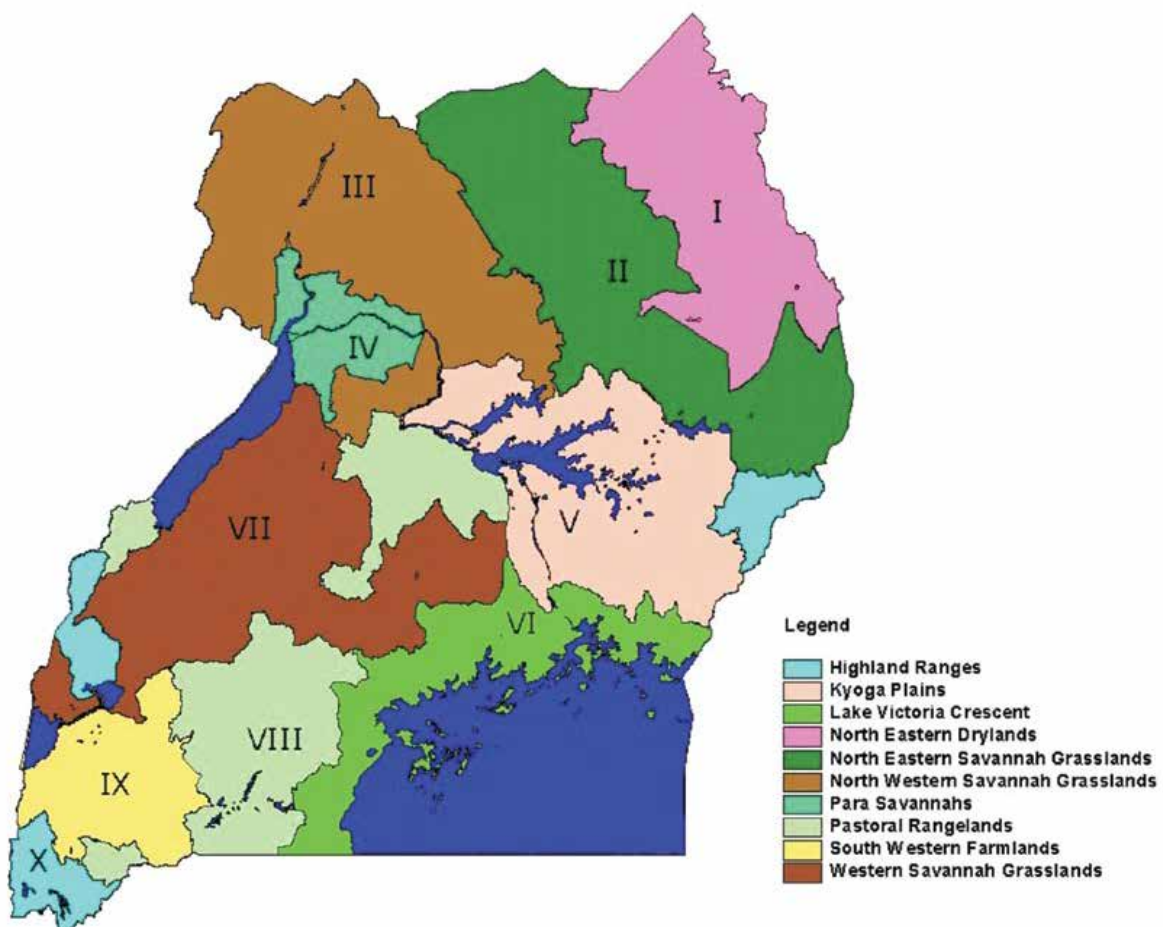 III
I
II
IV
VII
V
VI
VIII
IX
X
Legend
Highland Ranges
Kyoga Plains
Lake Victoria Crescent
North Eastern Drylands
North Eastern Savannah Grasslands
North Western Savannah Grasslands
Para Savannahs
Pastoral Rangelands
South Western Farmlands
Western Savannah Grasslands